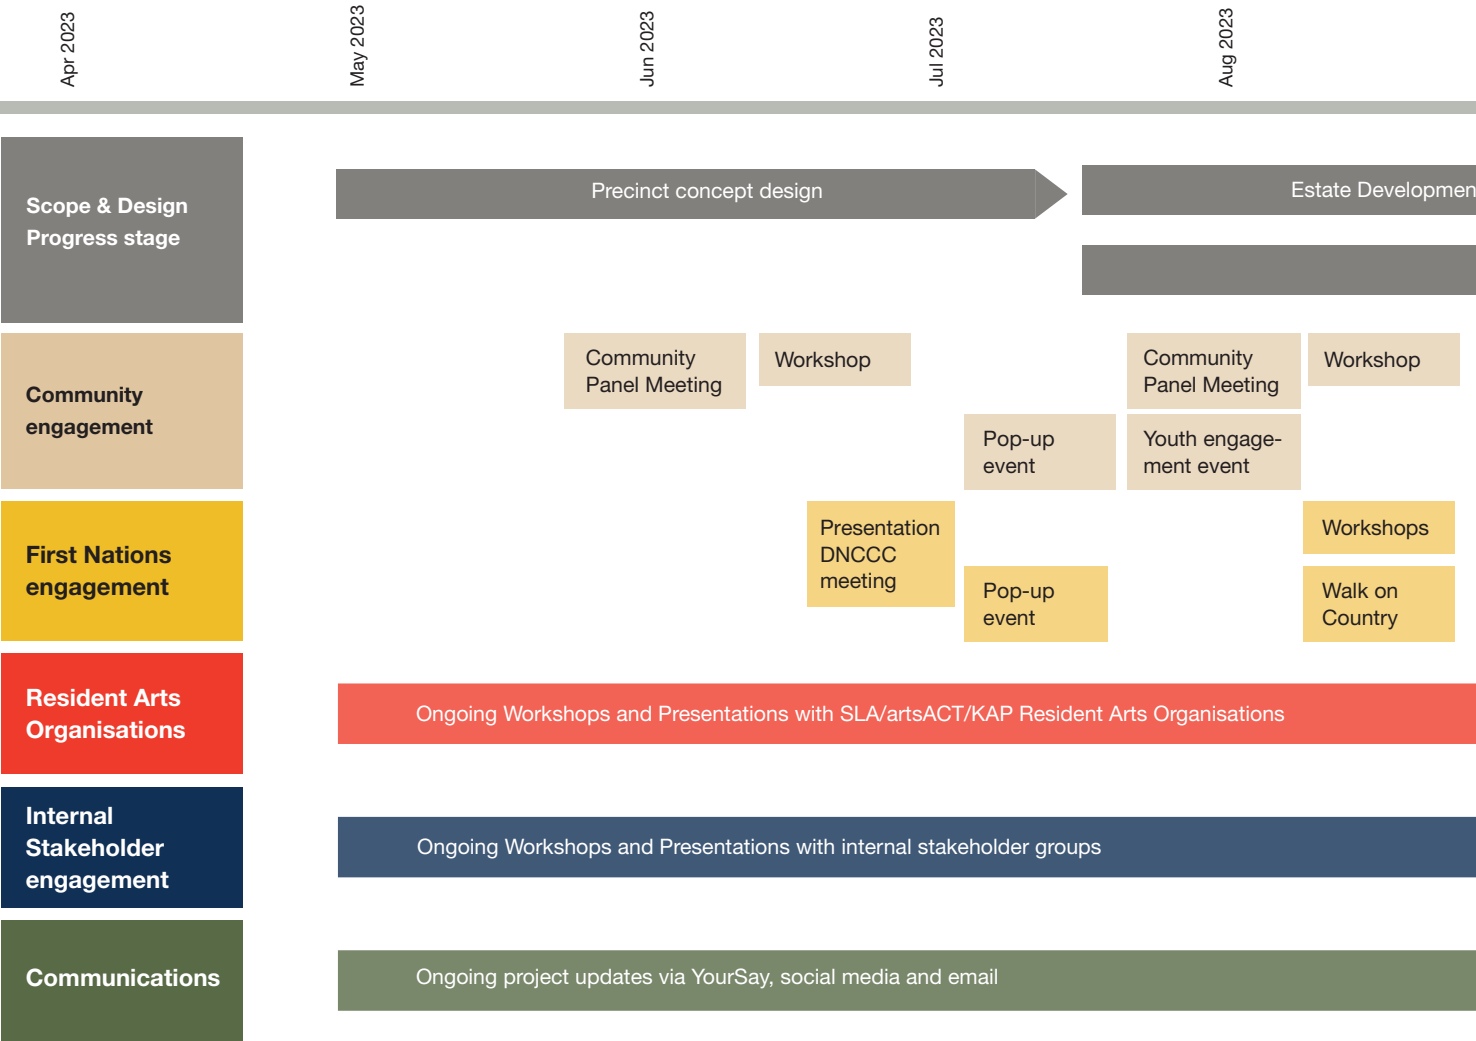 Apr 2023
May 2023
Jun 2023
Jul 2023
Aug 2023
Scope & Design
Progress stage
Precinct concept design
Estate Developmen
Community
engagement
Community
Panel Meeting
Workshop
Pop-up
event
Community
Panel Meeting
Workshop
Youth engage-
ment event
First Nations
engagement
Presentation
DNCCC
meeting
Pop-up
event
Workshops
Walk on
Country
Resident Arts
Organisations
Ongoing Workshops and Presentations with SLA/artsACT/KAP Resident Arts Organisations
Internal
Stakeholder
engagement
Ongoing Workshops and Presentations with internal stakeholder groups
Communications
Ongoing project updates via YourSay, social media and email